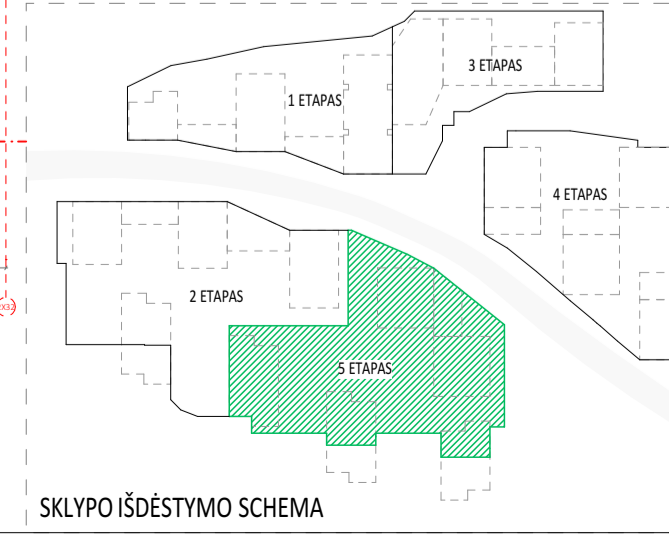 3 ETAPAS
1 ETAPAS
4 ETAPAS
2 ETAPAS
5 ETAPAS
SKLYPO IŠDĖSTYMO SCHEMA